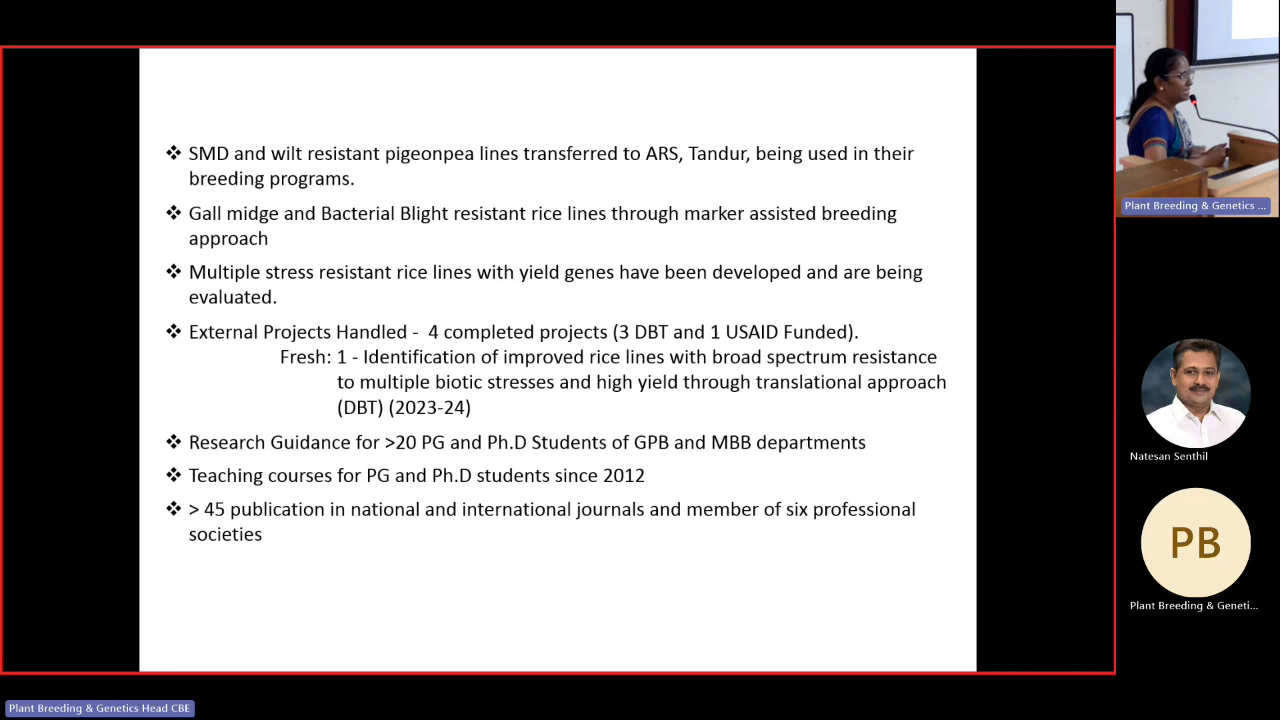 ❖ SMD and wilt resistant pigeonpea lines transferred to ARS, Tandur, being used in their
breeding programs.
❖ Gall midge and Bacterial Blight resistant rice lines through marker assisted breeding
approach
❖ Multiple stress resistant rice lines with yield genes have been developed and are being
evaluated.
❖ External Projects Handled - 4 completed projects (3 DBT and 1 USAID Funded).
Fresh: 1 - Identification of improved rice lines with broad spectrum resistance
to multiple biotic stresses and high yield through translational approach
(DBT) (2023-24)
❖ Research Guidance for >20 PG and Ph.D Students of GPB and MBB departments
❖ Teaching courses for PG and Ph.D students since 2012
❖ > 45 publication in national and international journals and member of six professional
societies
Plant Breeding & Genetics ...
Natesan Senthil
PB
Plant Breeding & Geneti...
Plant Breeding & Genetics Head CBE